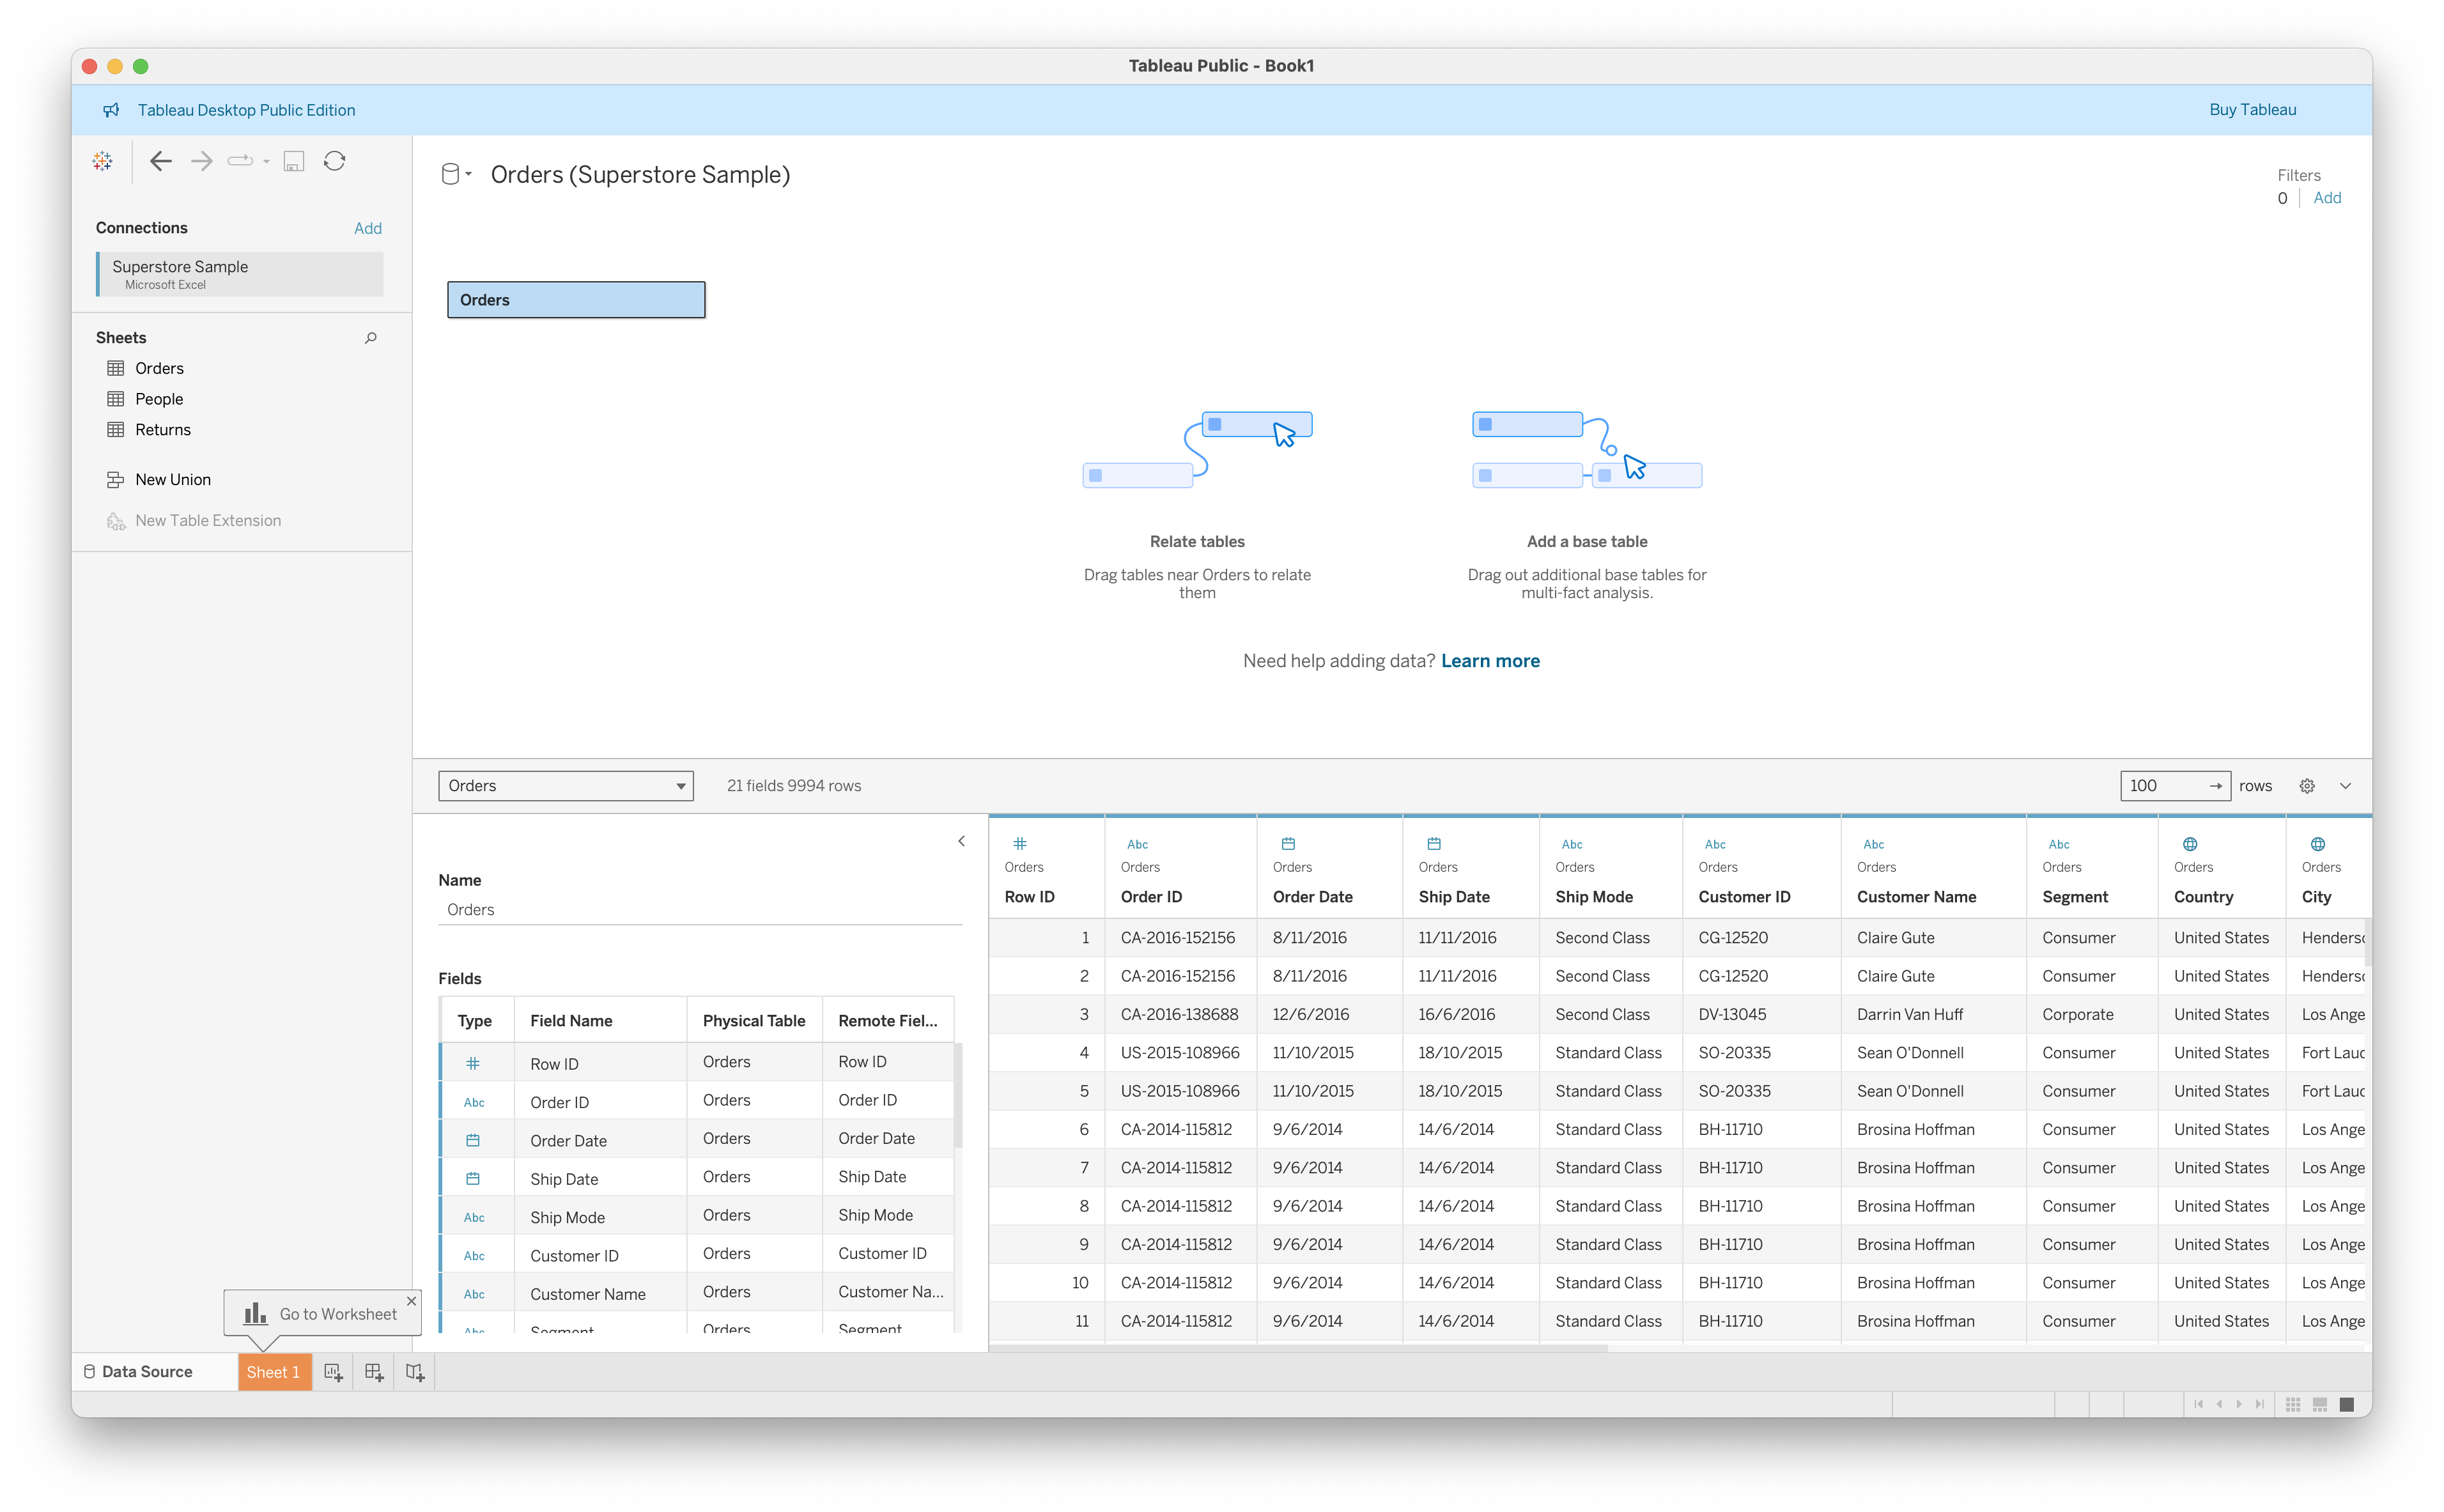 Tableau Public - Book1
Tableau Desktop Public Edition
Buy Tableau
Connections Add
Superstore Sample
Microsoft Excel
Sheets
Orders
People
Returns
New Union
New Table Extension
Orders (Superstore Sample)
Filters
0 Add
Orders
Relate tables
Drag tables near Orders to relate
them
Add a base table
Drag out additional base tables for
multi-fact analysis.
Need help adding data? Learn more
Orders 21 fields 9994 rows 100 rows
Name
Orders
Fields
Type Field Name Physical Table Remote Fiel...
Row ID Orders Row ID
Abc Order ID Orders Order ID
Order Date Orders Order Date
Ship Date Orders Ship Date
Abc Ship Mode Orders Ship Mode
Abc Customer ID Orders Customer ID
Abc Customer Name Orders Customer Na...
Abc Segment Orders Segment
Abc Abc Abc Abc Abc
Orders Orders Orders Orders Orders Orders Orders Orders Orders Orders
Row ID Order ID Order Date Ship Date Ship Mode Customer ID Customer Name Segment Country City
1 CA-2016-152156 8/11/2016 11/11/2016 Second Class CG-12520 Claire Gute Consumer United States Henders
2 CA-2016-152156 8/11/2016 11/11/2016 Second Class CG-12520 Claire Gute Consumer United States Henders
3 CA-2016-138688 12/6/2016 16/6/2016 Second Class DV-13045 Darrin Van Huff Corporate United States Los Ange
4 US-2015-108966 11/10/2015 18/10/2015 Standard Class SO-20335 Sean O'Donnell Consumer United States Fort Laud
5 US-2015-108966 11/10/2015 18/10/2015 Standard Class SO-20335 Sean O'Donnell Consumer United States Fort Laud
6 CA-2014-115812 9/6/2014 14/6/2014 Standard Class BH-11710 Brosina Hoffman Consumer United States Los Ange
7 CA-2014-115812 9/6/2014 14/6/2014 Standard Class BH-11710 Brosina Hoffman Consumer United States Los Ange
8 CA-2014-115812 9/6/2014 14/6/2014 Standard Class BH-11710 Brosina Hoffman Consumer United States Los Ange
9 CA-2014-115812 9/6/2014 14/6/2014 Standard Class BH-11710 Brosina Hoffman Consumer United States Los Ange
10 CA-2014-115812 9/6/2014 14/6/2014 Standard Class BH-11710 Brosina Hoffman Consumer United States Los Ange
11 CA-2014-115812 9/6/2014 14/6/2014 Standard Class BH-11710 Brosina Hoffman Consumer United States Los Ange
Go to Worksheet
Data Source Sheet 1